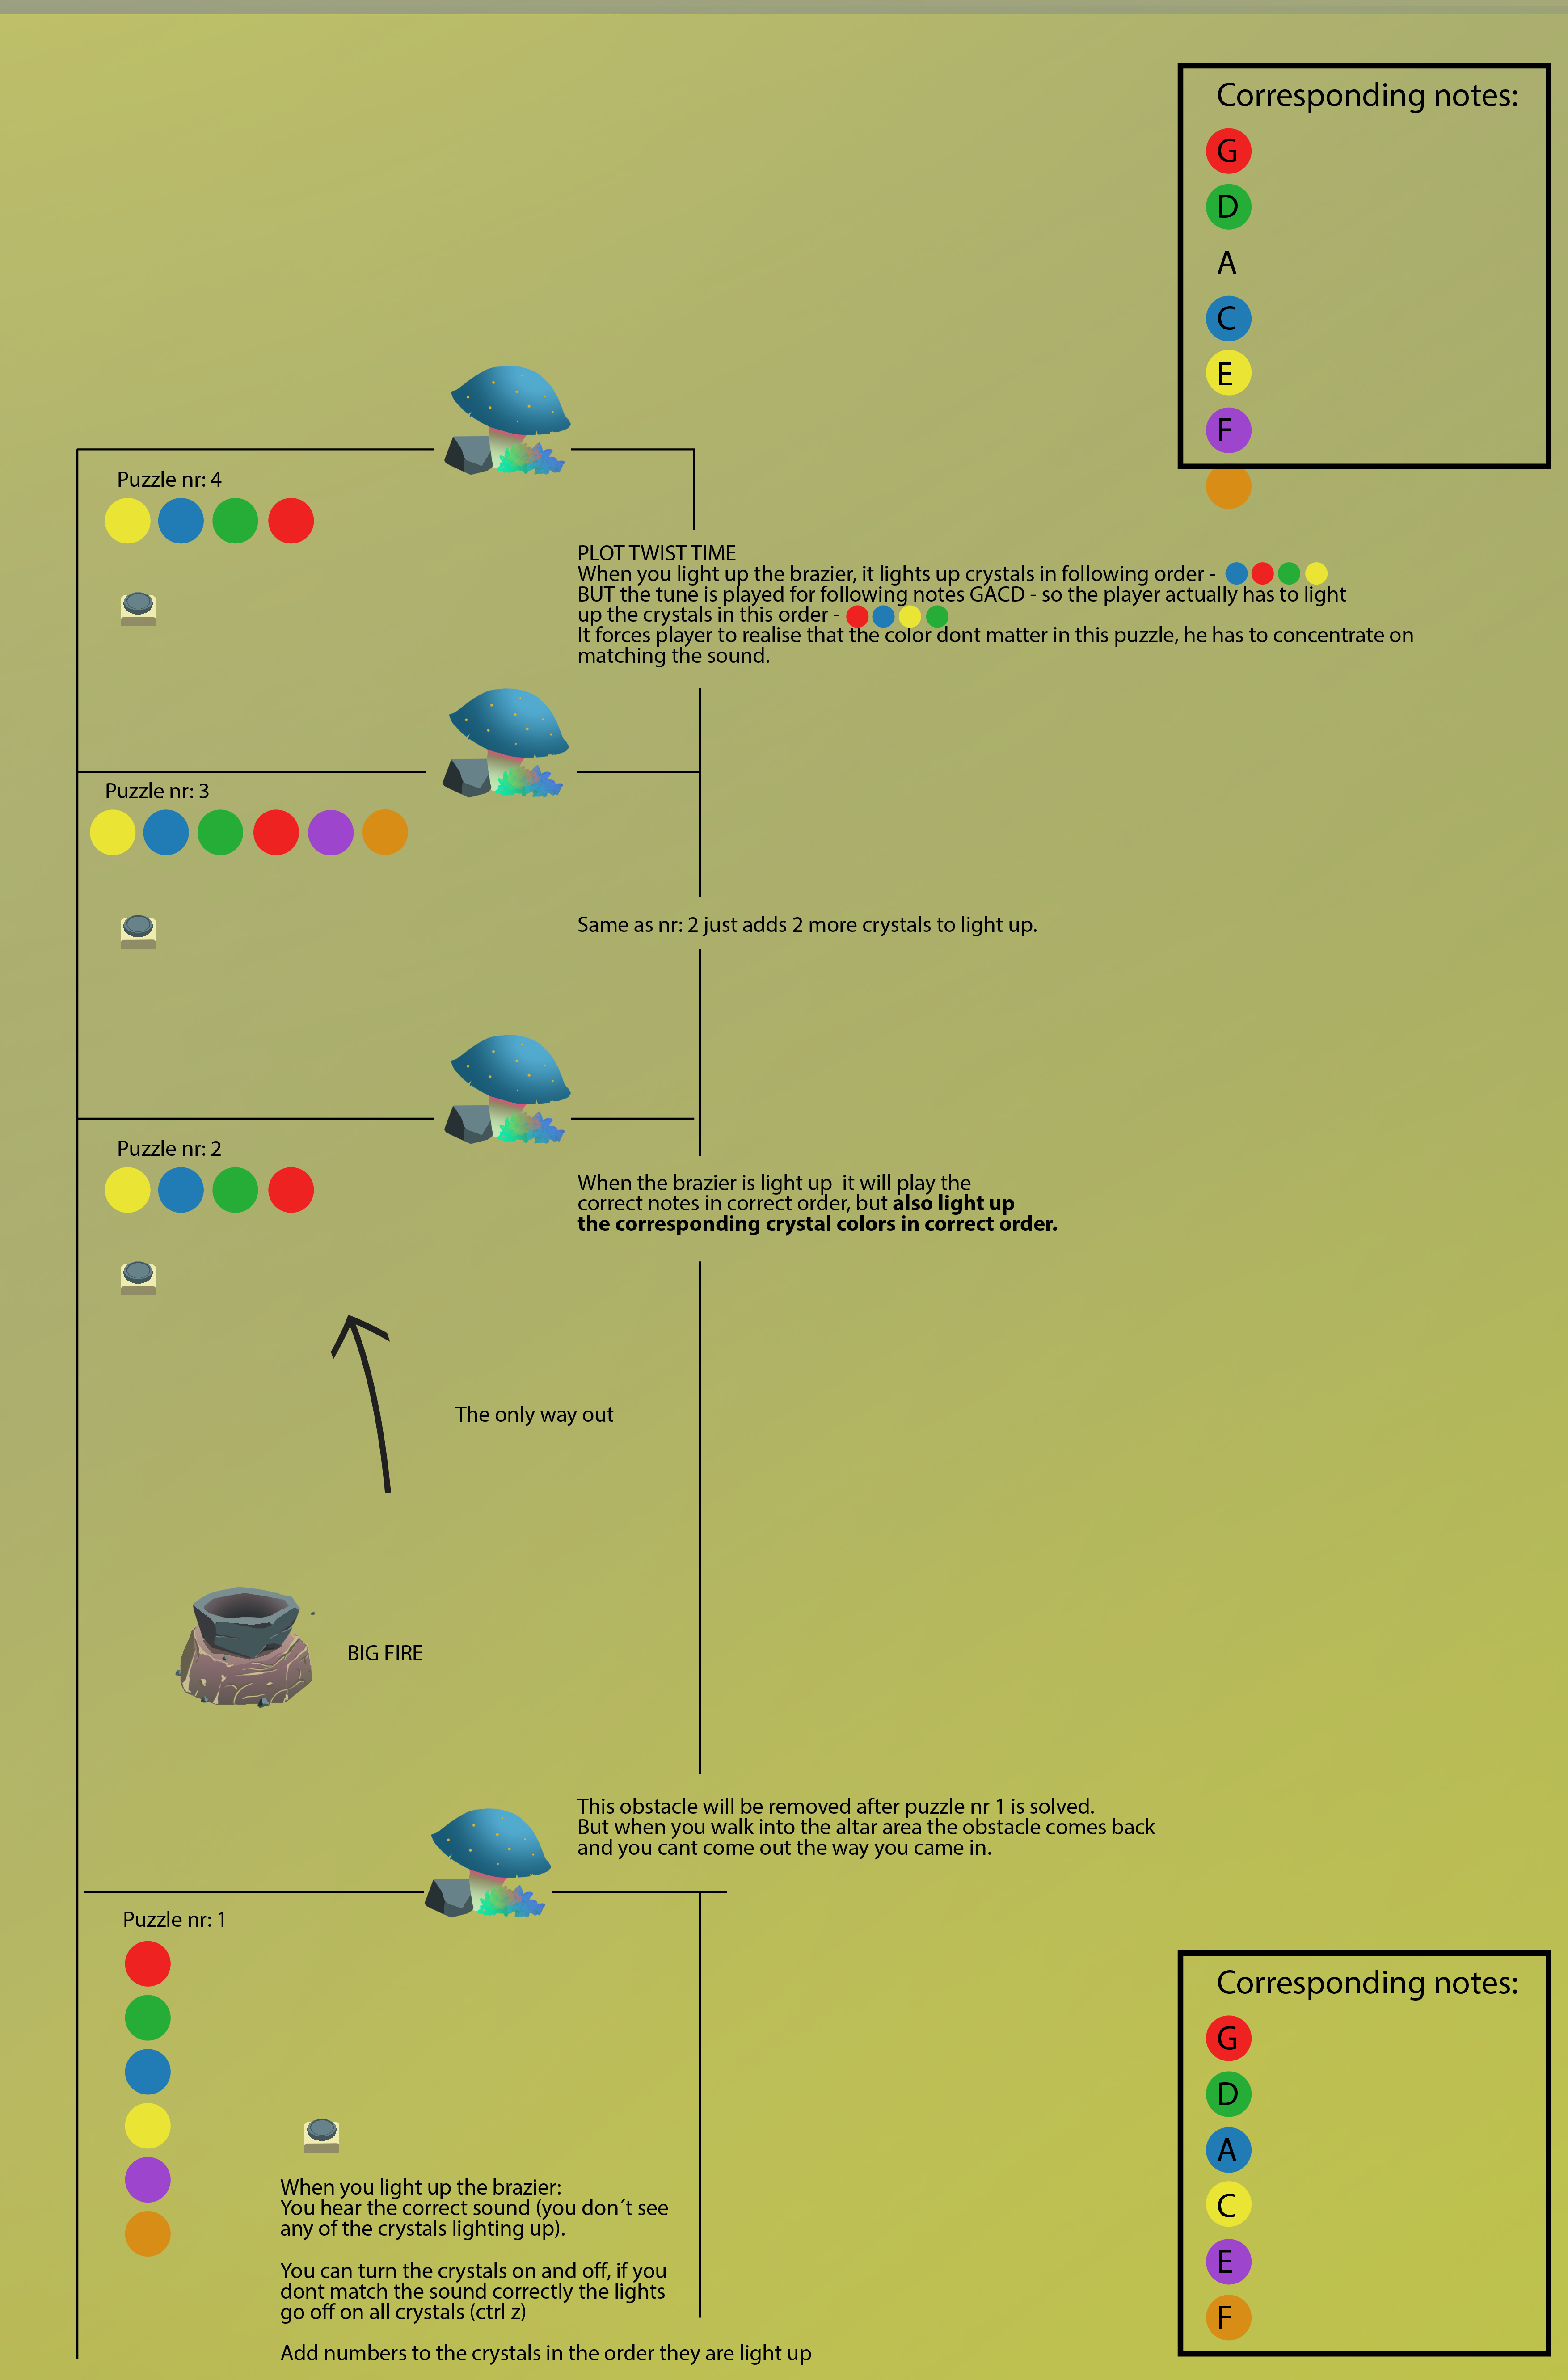 Corresponding notes:
G
D
A
C
E
F
Puzzle nr: 4
PLOT TWIST TIME
When you light up the brazier, it lights up crystals in following order -
BUT the tune is played for following notes GACD - so the player actually has to light
up the crystals in this order -
It forces player to realise that the color dont matter in this puzzle, he has to concentrate on
matching the sound.
Puzzle nr: 3
Same as nr: 2 just adds 2 more crystals to light up.
Puzzle nr: 2
When the brazier is light up  it will play the
correct notes in correct order, but also light up
the corresponding crystal colors in correct order.
The only way out
BIG FIRE
This obstacle will be removed after puzzle nr 1 is solved.
But when you walk into the altar area the obstacle comes back
and you cant come out the way you came in.
Puzzle nr: 1
Corresponding notes:
G
D
A
C
E
F
When you light up the brazier:
You hear the correct sound (you don´t see
any of the crystals lighting up).
You can turn the crystals on and off, if you
dont match the sound correctly the lights
go off on all crystals (ctrl z)
Add numbers to the crystals in the order they are light up